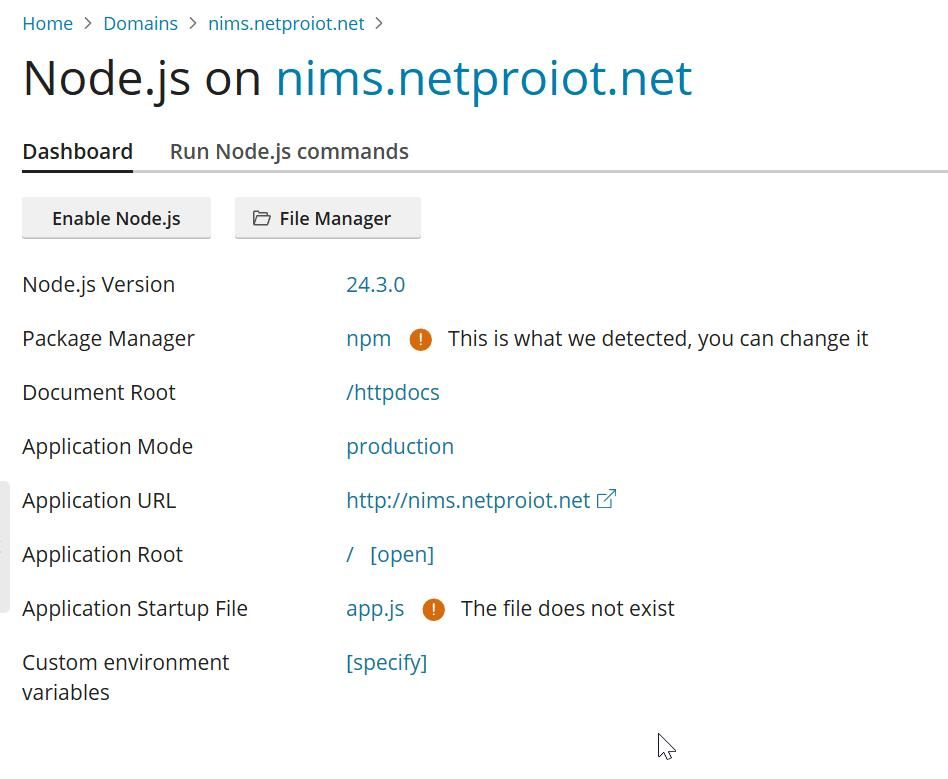 Home > Domains > nims.netproiot.net >
Node.js on nims.netproiot.net
Dashboard Run Node.js commands
Enable Node.js File Manager
Node.js Version 24.3.0
Package Manager npm ! This is what we detected, you can change it
Document Root /httpdocs
Application Mode production
Application URL http://nims.netproiot.net
Application Root / [open]
Application Startup File app.js ! The file does not exist
Custom environment [specify]
variables